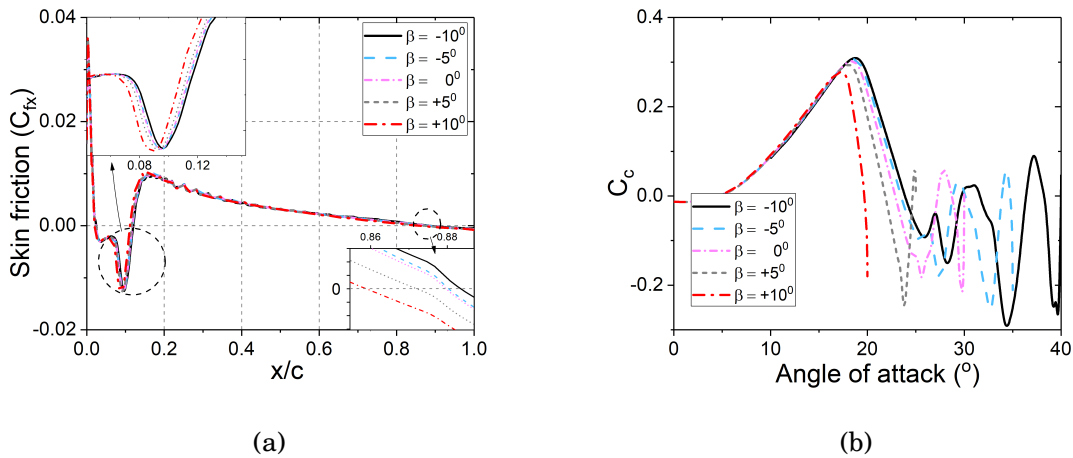 0.04
0.02
0.00
-0.02
Skin friction (C_fx)
0.08 0.12
β = -10⁰
β = -5⁰
β = 0⁰
β = +5⁰
β = +10⁰
0.86 0.88
0
0.0 0.2 0.4 0.6 0.8 1.0
x/c
(a)
0.4
0.2
0.0
-0.2
C_c
β = -10⁰
β = -5⁰
β = 0⁰
β = +5⁰
β = +10⁰
0 10 20 30 40
Angle of attack (°)
(b)